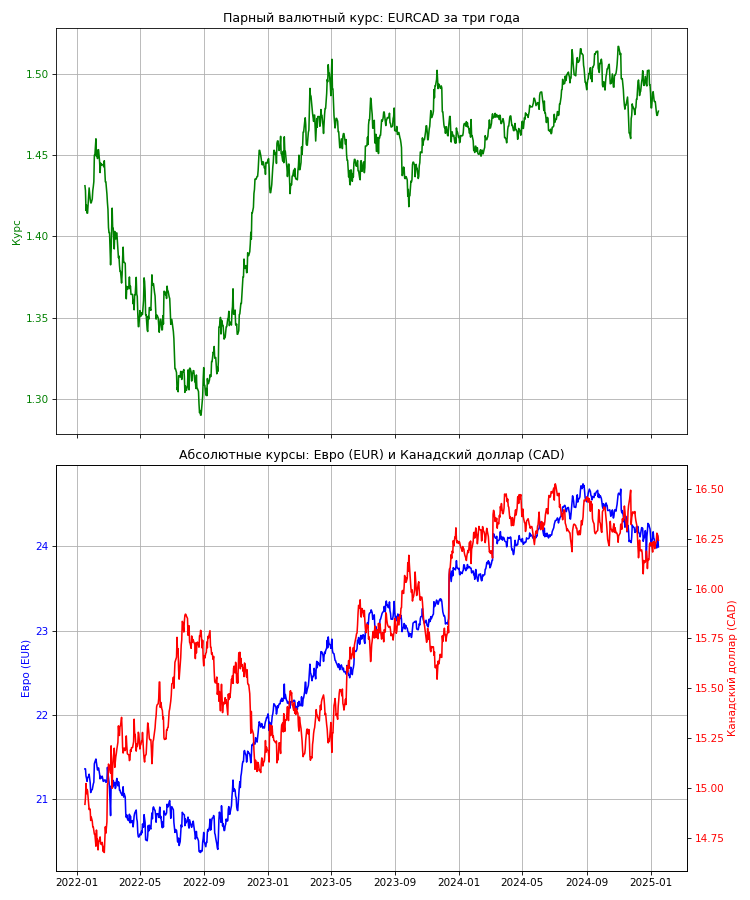 Парный валютный курс: EURCAD за три года
1.50
1.45
1.40
1.35
1.30
Курс
Абсолютные курсы: Евро (EUR) и Канадский доллар (CAD)
24
23
22
21
Евро (EUR)
16.50
16.25
16.00
15.75
15.50
15.25
15.00
14.75
Канадский доллар (CAD)
2022-01 2022-05 2022-09 2023-01 2023-05 2023-09 2024-01 2024-05 2024-09 2025-01